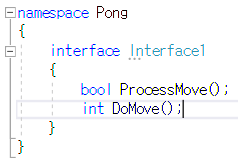 namespace Pong
{
interface Interface1
{
bool ProcessMove();
int DoMove();
}
}